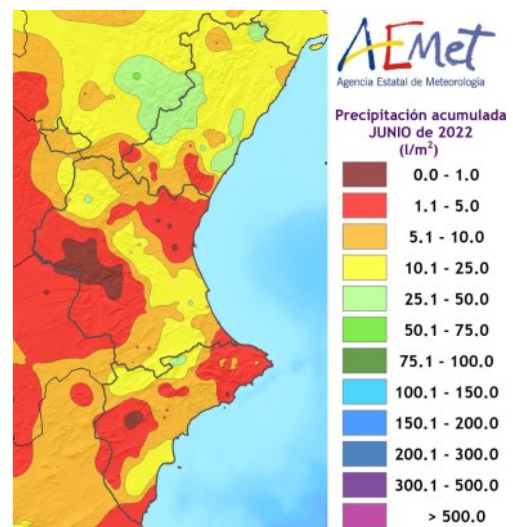 AEMet
Agencia Estatal de Meteorología
Precipitación acumulada
JUNIO de 2022
(l/m²)
0.0 - 1.0
1.1 - 5.0
5.1 - 10.0
10.1 - 25.0
25.1 - 50.0
50.1 - 75.0
75.1 - 100.0
100.1 - 150.0
150.1 - 200.0
200.1 - 300.0
300.1 - 500.0
> 500.0